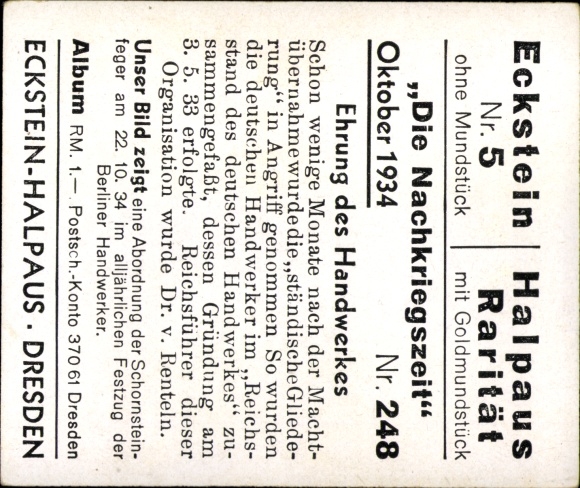 Eckstein | Halpaus
Nr. 5 | Rarität
ohne Mundstück | mit Goldmundstück
„Die Nachkriegszeit“
Oktober 1934 Nr. 248
Ehrung des Handwerkes
Schon wenige Monate nach der Macht-
übernahme wurde die „ständische Gliede-
rung“ in Angriff genommen So wurden
die deutschen Handwerker im „Reichs-
stand des deutschen Handwerkes“ zu-
sammengefaßt, dessen Gründung am
3. 5. 33 erfolgte. Reichsführer dieser
Organisation wurde Dr. v. Renteln.
Unser Bild zeigt eine Abordnung der Schornstein-
feger am 22. 10. 34 im alljährlichen Festzug der
Berliner Handwerker.
Album RM. 1.— . Postsch.-Konto 370 61 Dresden
ECKSTEIN-HALPAUS · DRESDEN